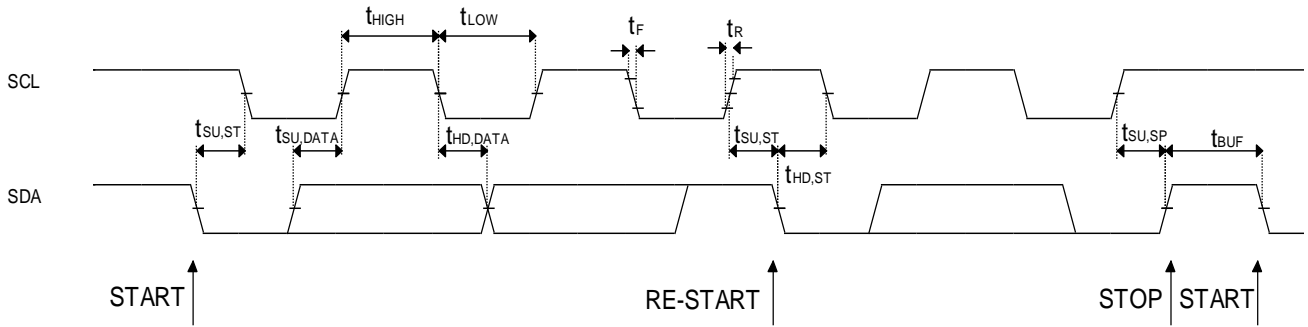 tHIGH tLOW tF tR
SCL
tSU,ST tSU,DATA tHD,DATA tSU,ST tHD,ST tSU,SP tBUF
SDA
START RE-START STOP START